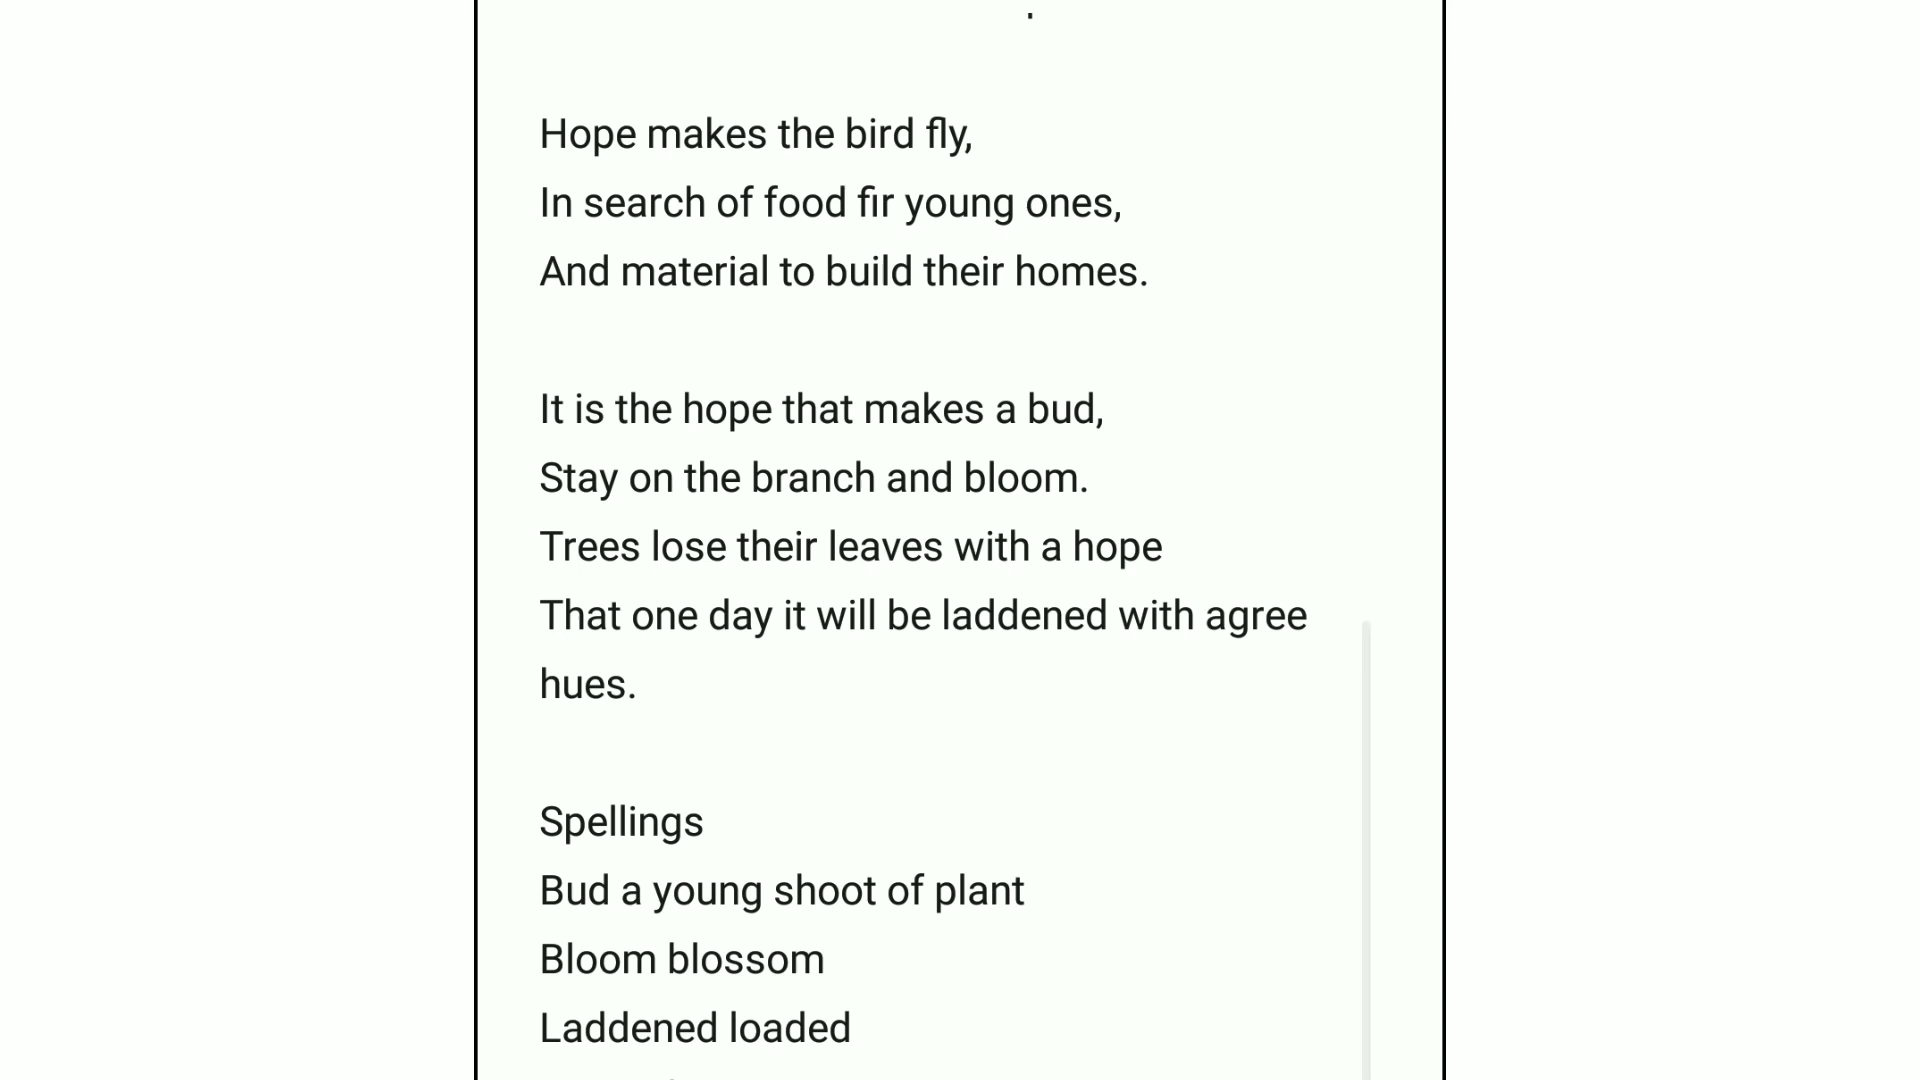 Hope makes the bird fly,
In search of food fir young ones,
And material to build their homes.
It is the hope that makes a bud,
Stay on the branch and bloom.
Trees lose their leaves with a hope
That one day it will be laddened with agree
hues.
Spellings
Bud a young shoot of plant
Bloom blossom
Laddened loaded